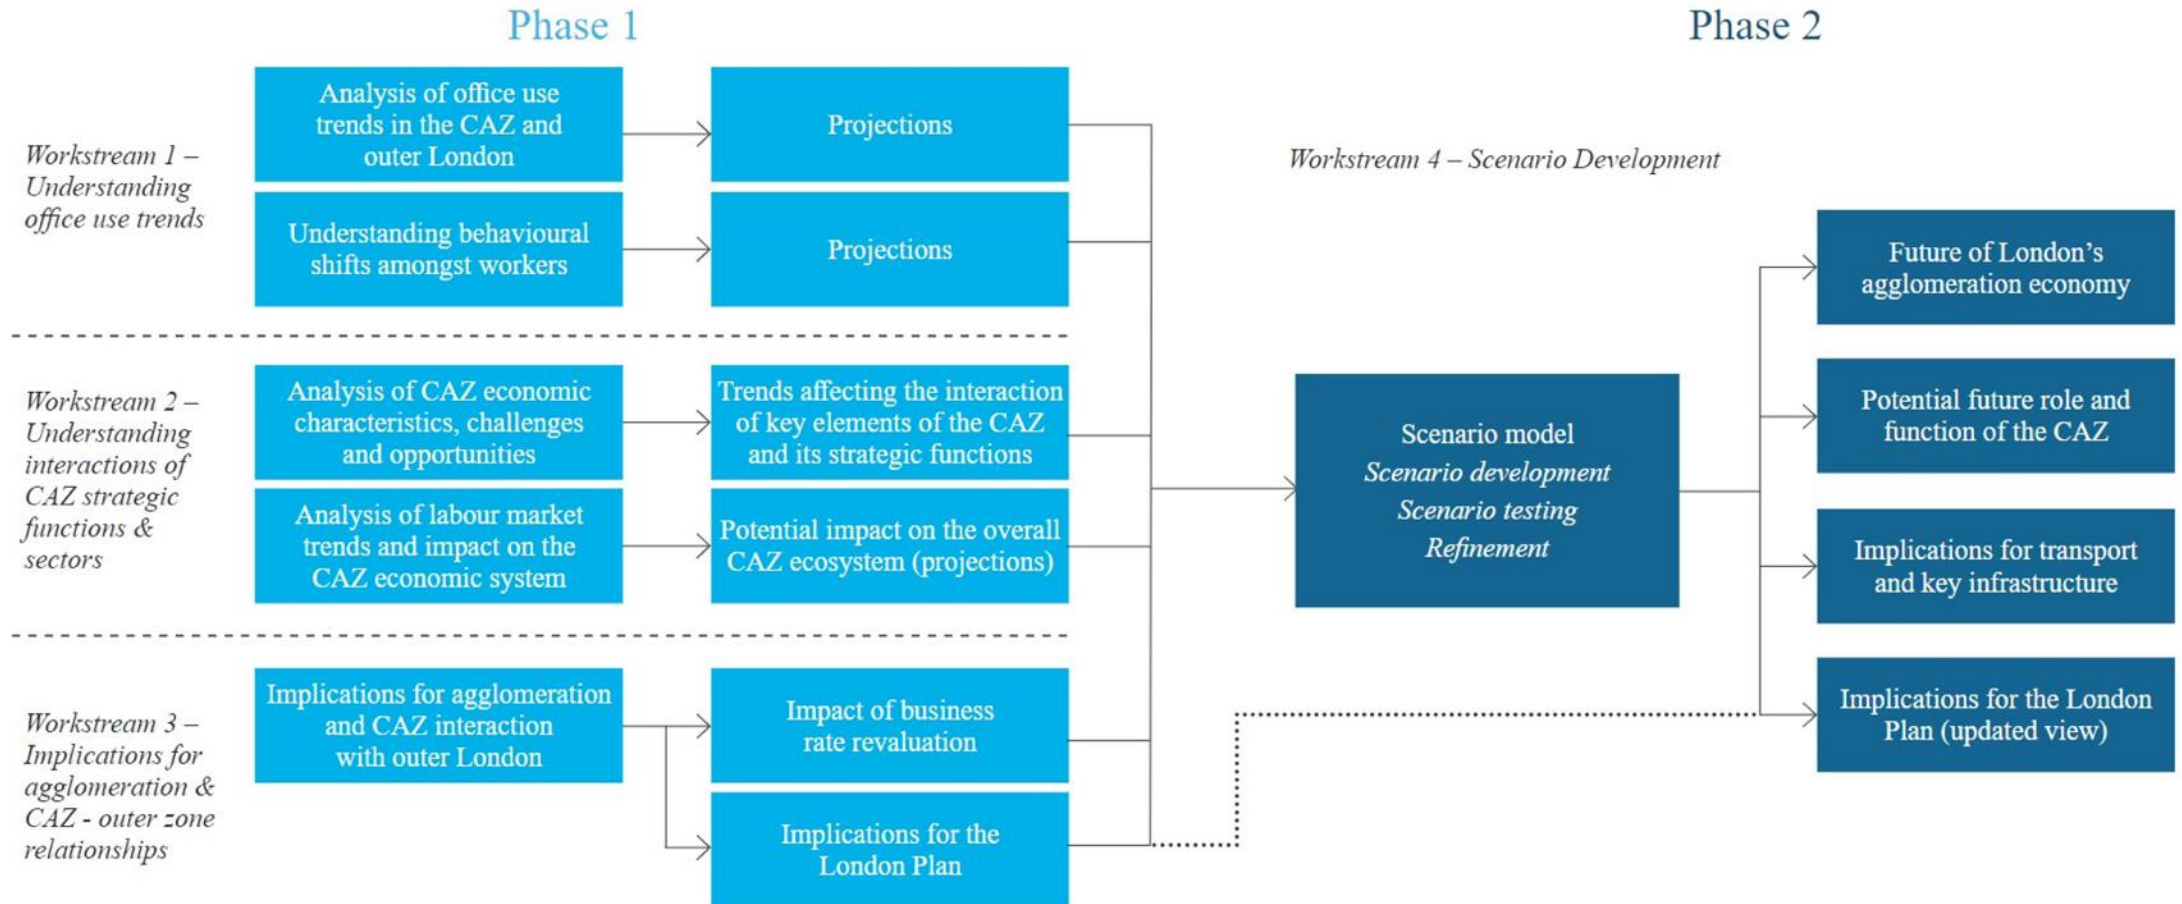 Phase 1
Phase 2
Workstream 1 –
Understanding
office use trends
Analysis of office use
trends in the CAZ and
outer London
Projections
Understanding behavioural
shifts amongst workers
Projections
Workstream 2 –
Understanding
interactions of
CAZ strategic
functions &
sectors
Analysis of CAZ economic
characteristics, challenges
and opportunities
Trends affecting the interaction
of key elements of the CAZ
and its strategic functions
Analysis of labour market
trends and impact on the
CAZ economic system
Potential impact on the overall
CAZ ecosystem (projections)
Workstream 3 –
Implications for
agglomeration &
CAZ - outer zone
relationships
Implications for agglomeration
and CAZ interaction
with outer London
Impact of business
rate revaluation
Implications for the
London Plan
Workstream 4 – Scenario Development
Scenario model
Scenario development
Scenario testing
Refinement
Future of London’s
agglomeration economy
Potential future role and
function of the CAZ
Implications for transport
and key infrastructure
Implications for the London
Plan (updated view)